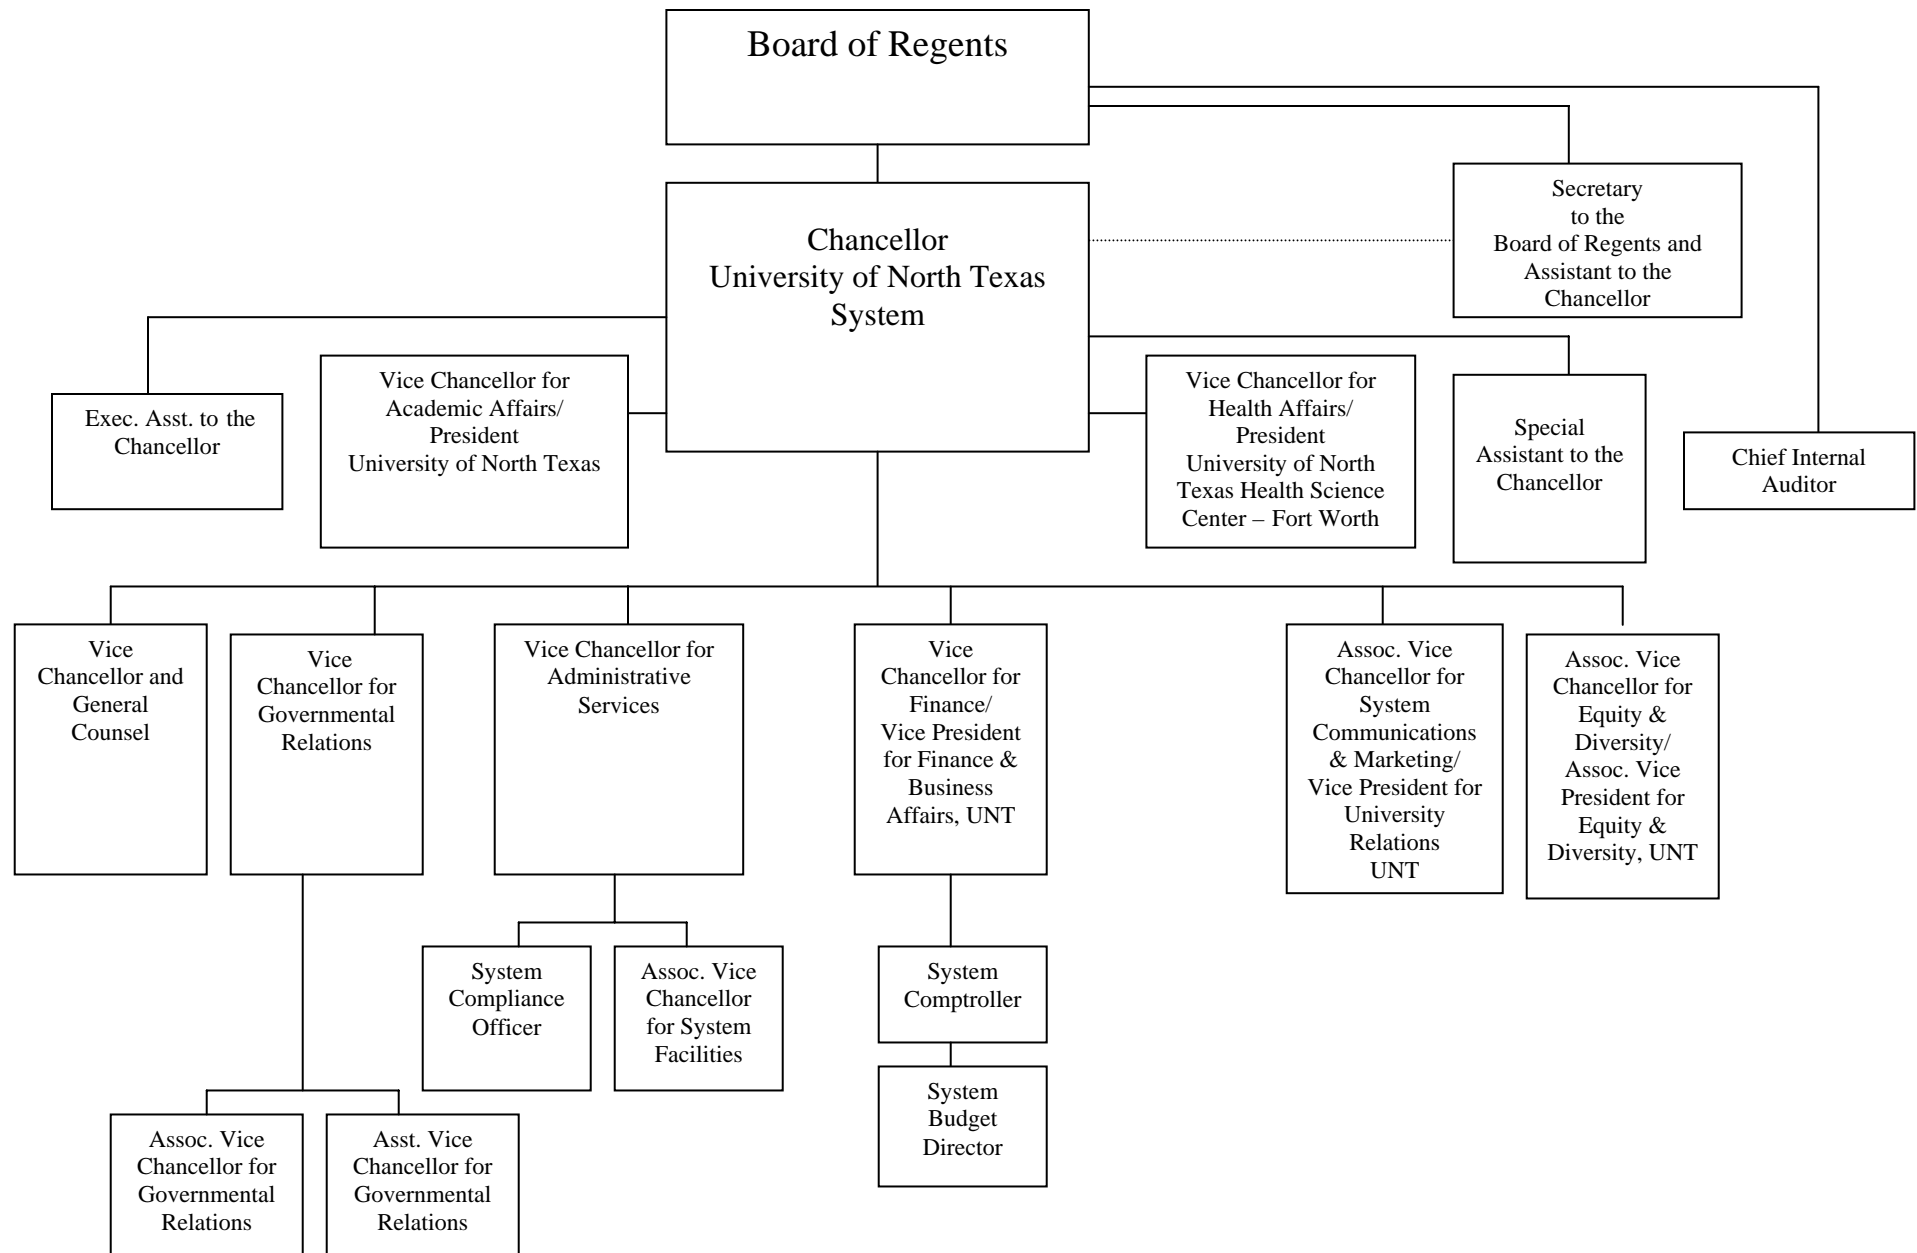 Board of Regents
Secretary
to the
Board of Regents and
Assistant to the
Chancellor
Chancellor
University of North Texas
System
Exec. Asst. to the
Chancellor
Vice Chancellor for
Academic Affairs/
President
University of North Texas
Vice Chancellor for
Health Affairs/
President
University of North
Texas Health Science
Center – Fort Worth
Special
Assistant to the
Chancellor
Chief Internal
Auditor
Vice
Chancellor and
General
Counsel
Vice
Chancellor for
Governmental
Relations
Vice Chancellor for
Administrative
Services
Vice
Chancellor for
Finance/
Vice President
for Finance &
Business
Affairs, UNT
Assoc. Vice
Chancellor for
System
Communications
& Marketing/
Vice President for
University
Relations
UNT
Assoc. Vice
Chancellor for
Equity &
Diversity/
Assoc. Vice
President for
Equity &
Diversity, UNT
System
Compliance
Officer
Assoc. Vice
Chancellor
for System
Facilities
System
Comptroller
System
Budget
Director
Assoc. Vice
Chancellor for
Governmental
Relations
Asst. Vice
Chancellor for
Governmental
Relations